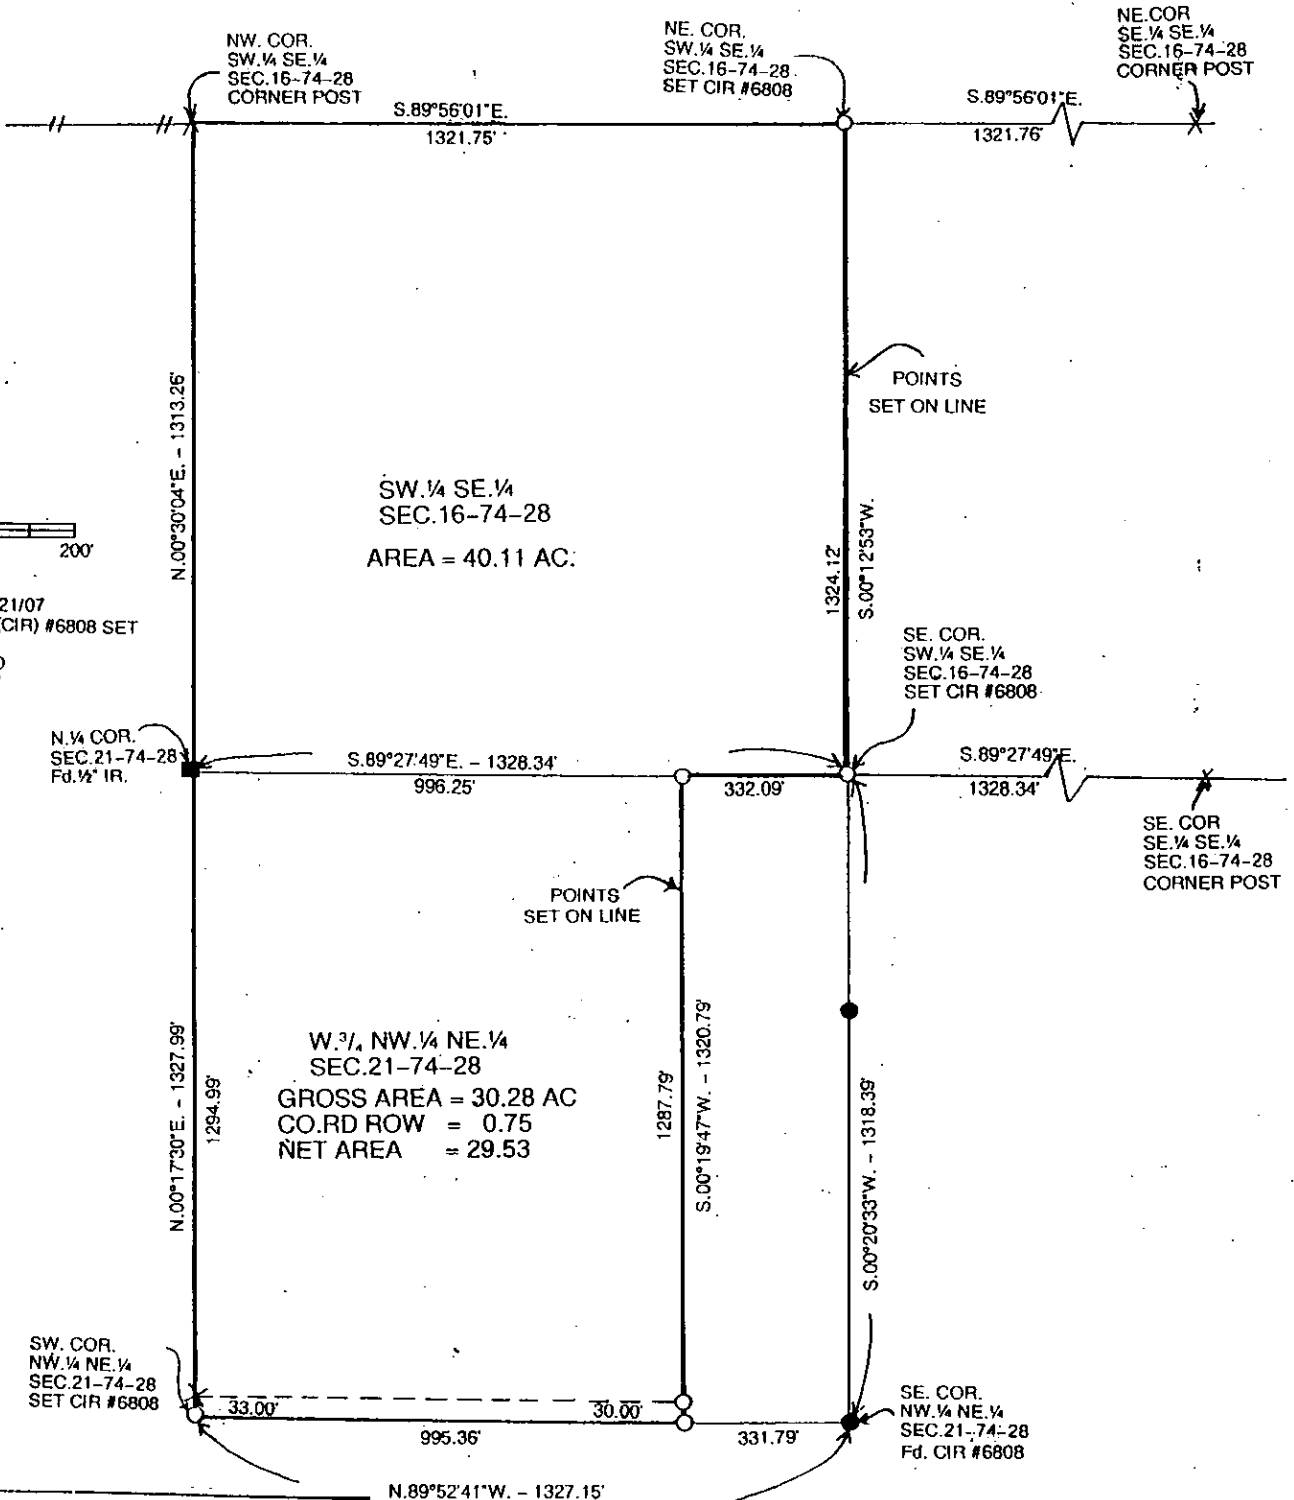 NW. COR.
SW.¼ SE.¼
SEC.16-74-28
CORNER POST
NE. COR.
SW.¼ SE.¼
SEC.16-74-28
SET CIR #6808
NE.COR
SE.¼ SE.¼
SEC.16-74-28
CORNER POST
S.89°56'01"E.
1321.75'
S.89°56'01"E.
1321.76'
POINTS
SET ON LINE
N.00°30'04"E. - 1313.26'
SW.¼ SE.¼
SEC.16-74-28
AREA = 40.11 AC.
1324.12'
S.00°12'53"W.
200'
21/07
(CIR) #6808 SET
SE. COR.
SW.¼ SE.¼
SEC.16-74-28
SET CIR #6808
N.¼ COR.
SEC.21-74-28
Fd.½" IR.
S.89°27'49"E. - 1328.34'
996.25'
332.09'
S.89°27'49"E.
1328.34'
SE. COR
SE.¼ SE.¼
SEC.16-74-28
CORNER POST
POINTS
SET ON LINE
N.00°17'30"E. - 1327.99'
1294.99'
W.¾ NW.¼ NE.¼
SEC.21-74-28
GROSS AREA = 30.28 AC
CO.RD ROW = 0.75
NET AREA = 29.53
1287.79'
S.00°19'47"W. - 1320.79'
S.00°20'33"W. - 1318.39'
SW. COR.
NW.¼ NE.¼
SEC.21-74-28
SET CIR #6808
33.00'
30.00'
995.36'
331.79'
SE. COR.
NW.¼ NE.¼
SEC.21-74-28
Fd. CIR #6808
N.89°52'41"W. - 1327.15'